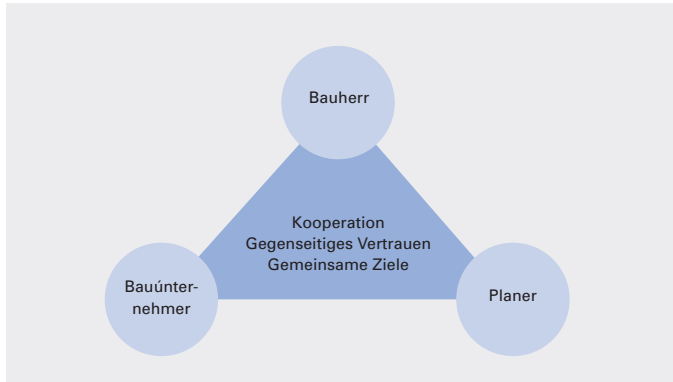 Bauherr
Kooperation
Gegenseitiges Vertrauen
Gemeinsame Ziele
Bauúnter-
nehmer
Planer